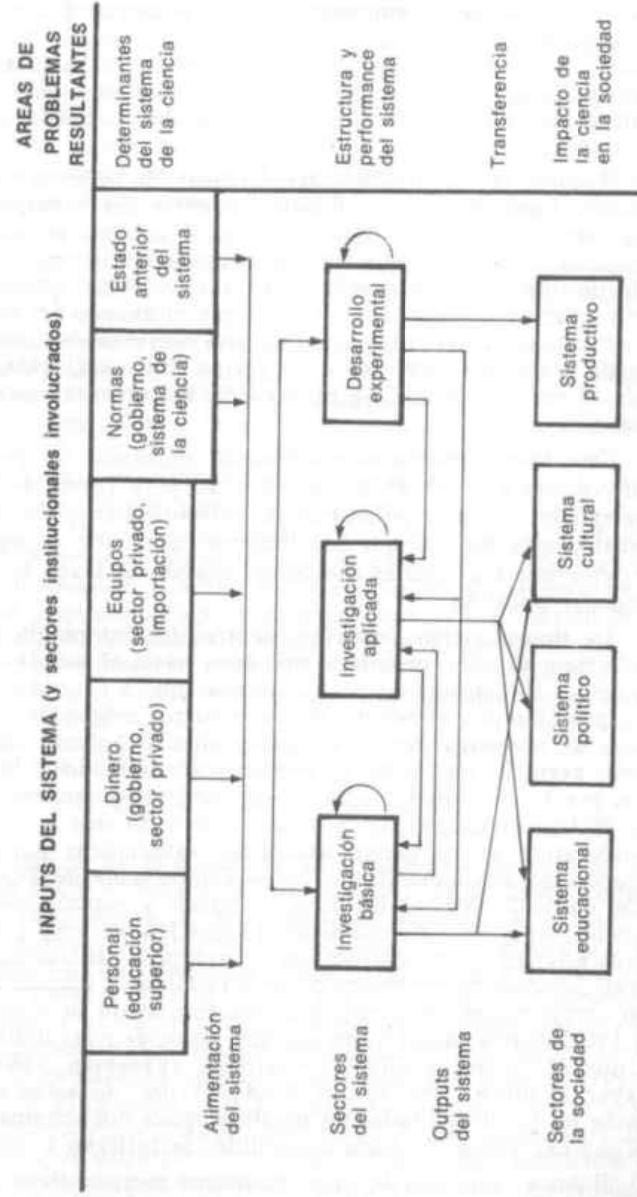 AREAS DE
PROBLEMAS
RESULTANTES
INPUTS DEL SISTEMA (y sectores institucionales involucrados)
Personal
(educación
superior)
Dinero
(gobierno,
sector privado)
Equipos
(sector privado,
importación)
Normas
(gobierno,
sistema de
la ciencia)
Estado
anterior
del
sistema
Determinantes
del sistema
de la ciencia
Alimentación
del sistema
Sectores
del sistema
Investigación
básica
Investigación
aplicada
Desarrollo
experimental
Estructura y
performance
del sistema
Outputs
del sistema
Transferencia
Sectores de
la sociedad
Sistema
educacional
Sistema
político
Sistema
cultural
Sistema
productivo
Impacto de
la ciencia
en la sociedad